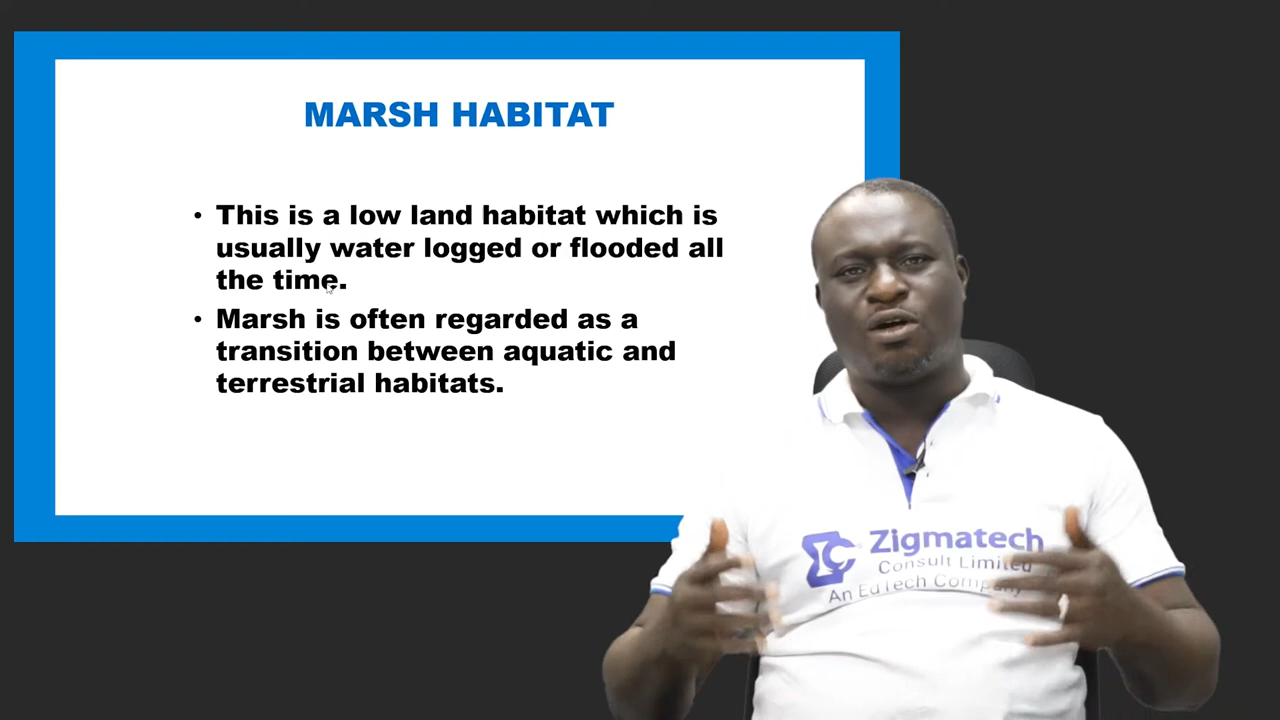 MARSH HABITAT
• This is a low land habitat which is
usually water logged or flooded all
the time.
• Marsh is often regarded as a
transition between aquatic and
terrestrial habitats.
Zigmatech
Consult Limited
An EdTech Company